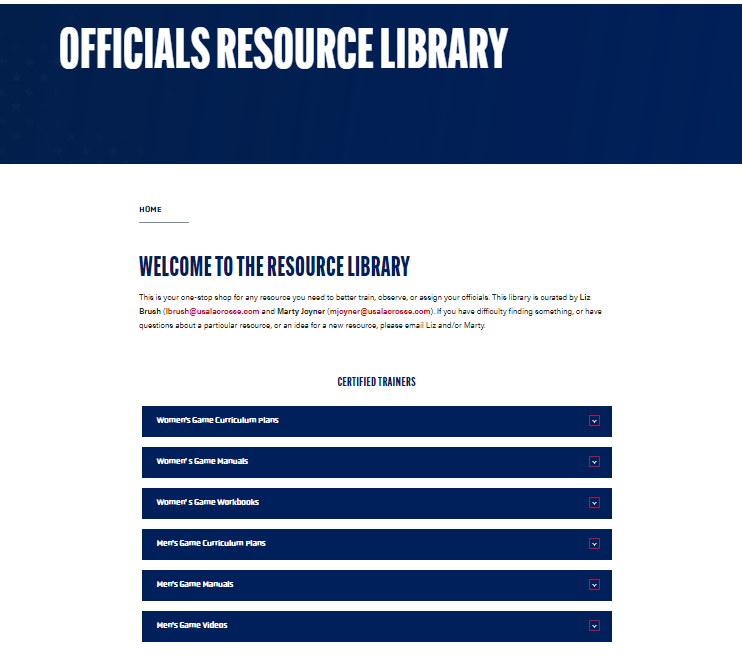 OFFICIALS RESOURCE LIBRARY
HOME
WELCOME TO THE RESOURCE LIBRARY
This is your one-stop shop for any resource you need to better train, observe, or assign your officials. This library is curated by Liz
Brush (lbrush@usalacrosse.com and Marty Joyner (mjoyner@usalacrosse.com). If you have difficulty finding something, or have
questions about a particular resource, or an idea for a new resource, please email Liz and/or Marty.
CERTIFIED TRAINERS
Women's Game Curriculum Plans
Women's Game Manuals
Women's Game Workbooks
Men's Game Curriculum Plans
Men's Game Manuals
Men's Game Videos